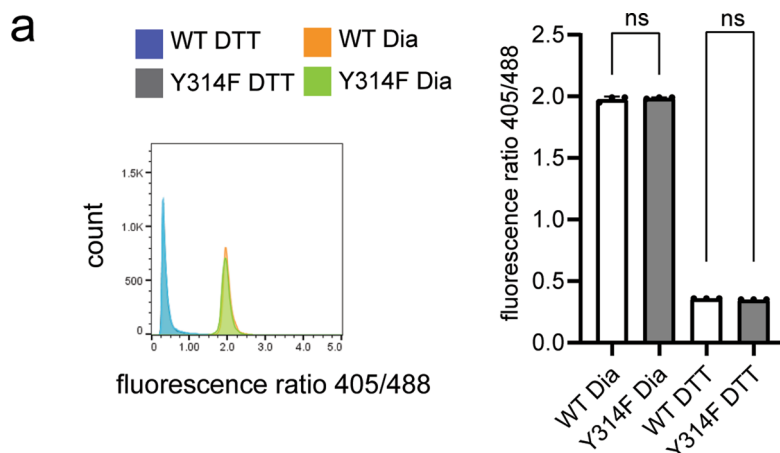 a
WT DTT
WT Dia
Y314F DTT
Y314F Dia
count
1.5K
1.0K
500
0
0 1.00 2.0 3.0 4.0 5.0
fluorescence ratio 405/488
ns
ns
fluorescence ratio 405/488
2.5
2.0
1.5
1.0
0.5
0.0
WT Dia
Y314F Dia
WT DTT
Y314F DTT